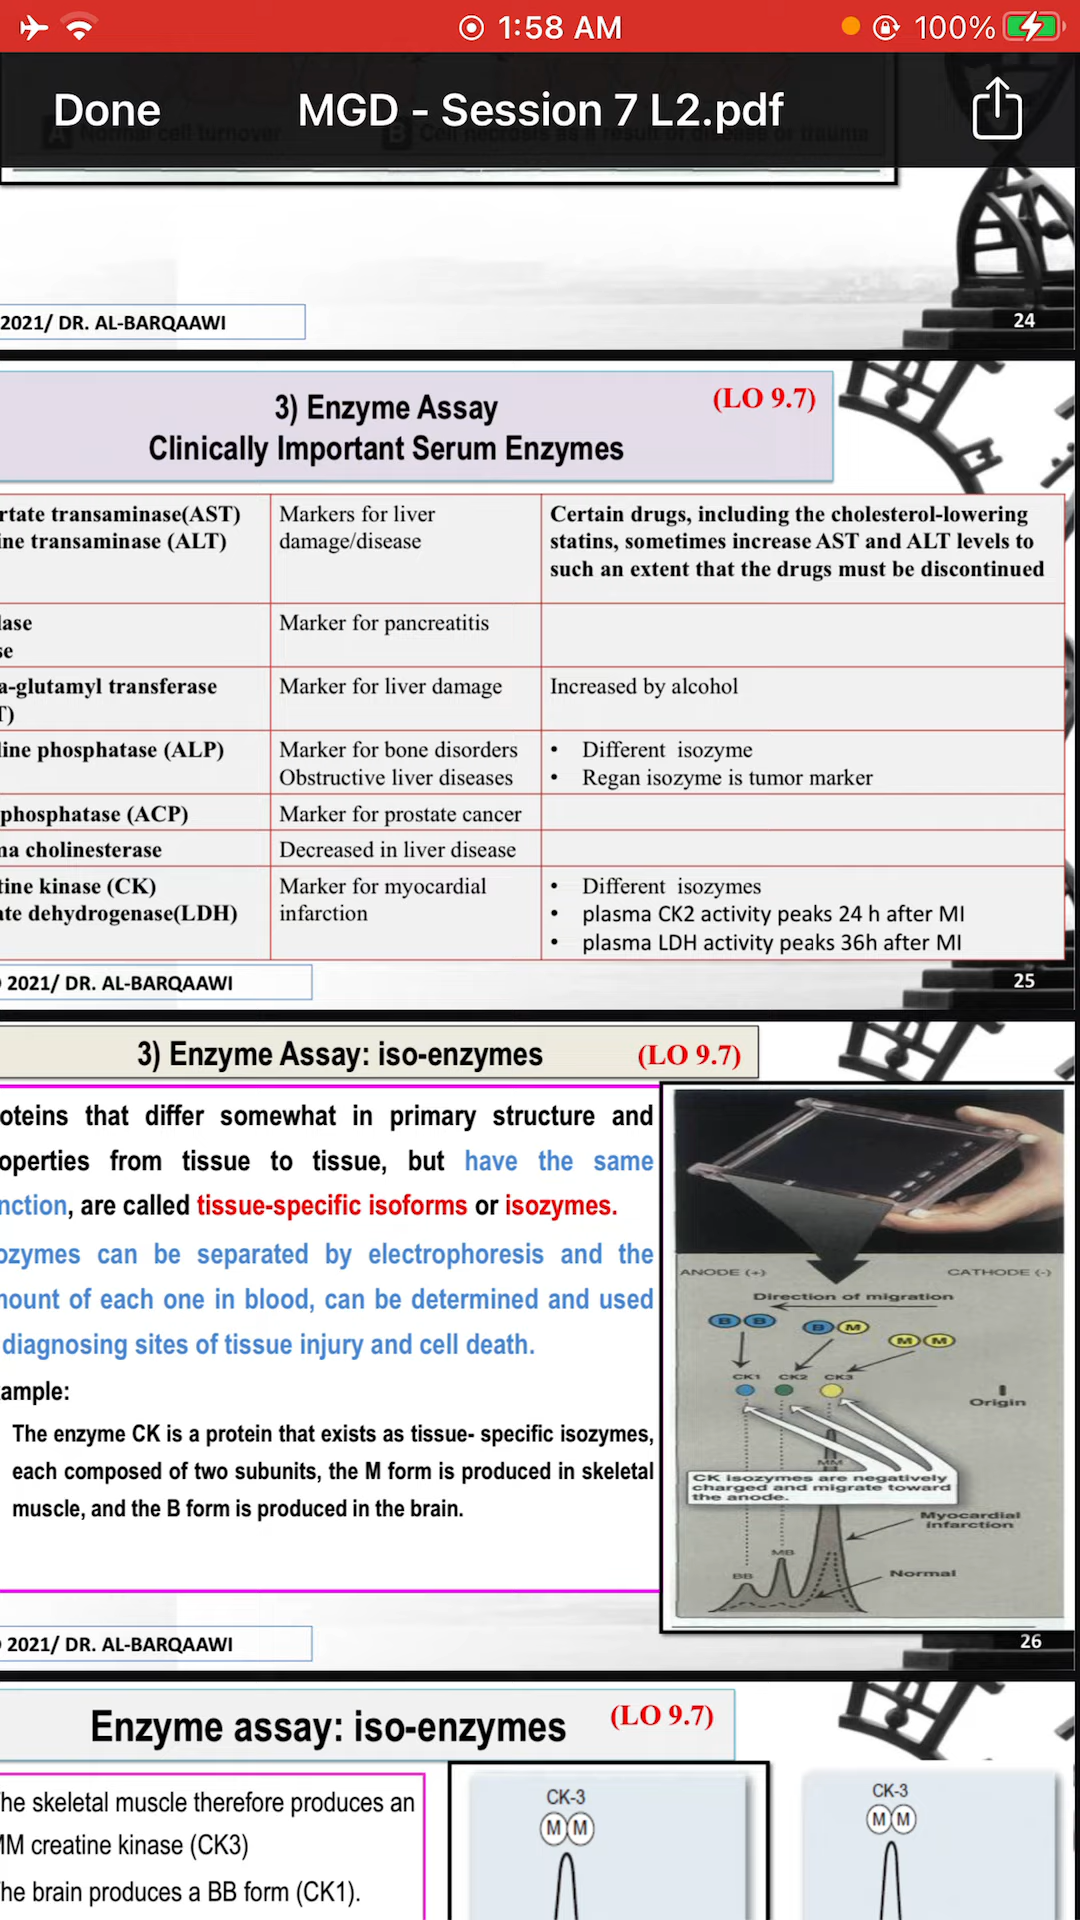 1:58 AM
100%
Done
MGD - Session 7 L2.pdf
A Normal cell turnover
B Cell necrosis as a result of disease or trauma
2021/ DR. AL-BARQAAWI
24
3) Enzyme Assay
(LO 9.7)
Clinically Important Serum Enzymes
rtate transaminase(AST)
ine transaminase (ALT)
Markers for liver
damage/disease
Certain drugs, including the cholesterol-lowering
statins, sometimes increase AST and ALT levels to
such an extent that the drugs must be discontinued
lase
se
Marker for pancreatitis
a-glutamyl transferase
T)
Marker for liver damage
Increased by alcohol
line phosphatase (ALP)
Marker for bone disorders
Obstructive liver diseases
• Different isozyme
• Regan isozyme is tumor marker
phosphatase (ACP)
Marker for prostate cancer
na cholinesterase
Decreased in liver disease
tine kinase (CK)
te dehydrogenase(LDH)
Marker for myocardial
infarction
• Different isozymes
• plasma CK2 activity peaks 24 h after MI
• plasma LDH activity peaks 36h after MI
2021/ DR. AL-BARQAAWI
25
3) Enzyme Assay: iso-enzymes
(LO 9.7)
oteins that differ somewhat in primary structure and
operties from tissue to tissue, but have the same
nction, are called tissue-specific isoforms or isozymes.
ozymes can be separated by electrophoresis and the
mount of each one in blood, can be determined and used
diagnosing sites of tissue injury and cell death.
ample:
The enzyme CK is a protein that exists as tissue- specific isozymes,
each composed of two subunits, the M form is produced in skeletal
muscle, and the B form is produced in the brain.
ANODE (+)
CATHODE (-)
Direction of migration
B B
B M
M M
CK1 CK2 CK3
Origin
MM
CK isozymes are negatively
charged and migrate toward
the anode.
Myocardial
infarction
MB
BB
Normal
2021/ DR. AL-BARQAAWI
26
Enzyme assay: iso-enzymes
(LO 9.7)
he skeletal muscle therefore produces an
MM creatine kinase (CK3)
he brain produces a BB form (CK1).
CK-3
M M
CK-3
M M